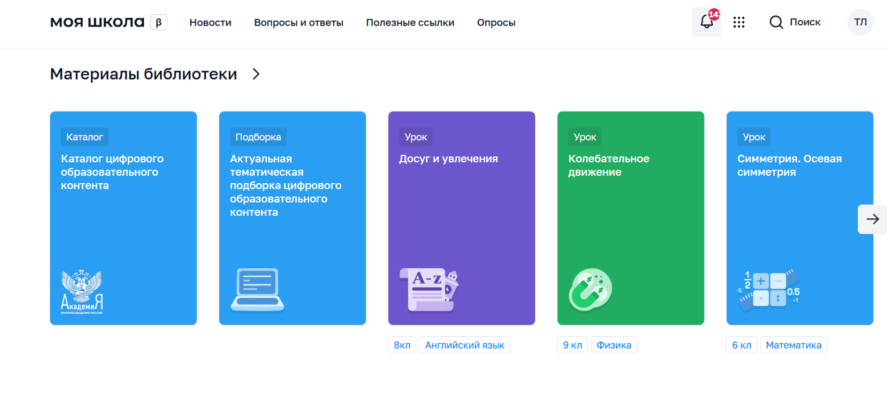 моя школа β Новости Вопросы и ответы Полезные ссылки Опросы 14 Поиск ТЛ
Материалы библиотеки
Каталог
Каталог цифрового
образовательного
контента
АкадемиЯ
Подборка
Актуальная
тематическая
подборка цифрового
образовательного
контента
Урок
Досуг и увлечения
A-z
8кл Английский язык
Урок
Колебательное
движение
9 кл Физика
Урок
Симметрия. Осевая
симметрия
1/2 + − × : 0.5
6 кл Математика